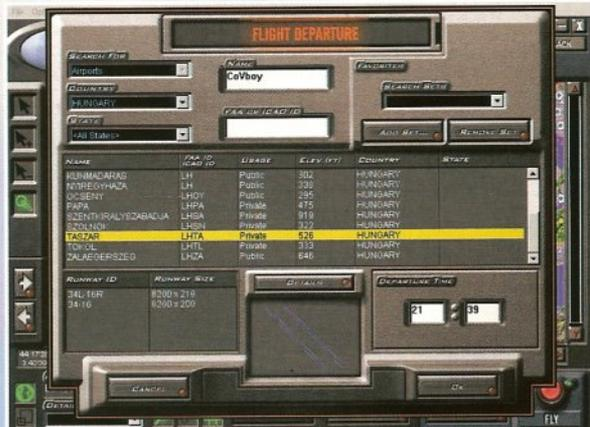 FLIGHT DEPARTURE
SEARCH FOR
Airports
COUNTRY
HUNGARY
STATE
<All States>
NAME
CoVboy
FAA OR ICAO ID
FAVORITES
SEARCH SETS
ADD SET...
REMOVE SET
NAME FAA ID ICAO ID USAGE ELEV (FT) COUNTRY STATE
KUNMADARAS LH Public 302 HUNGARY
NYIREGYHAZA LH Public 338 HUNGARY
OCSENY LHOY Public 295 HUNGARY
PAPA LHPA Private 475 HUNGARY
SZENTKIRALYSZABADJA LHSA Private 919 HUNGARY
SZOLNOK LHSN Private 322 HUNGARY
TASZAR LHTA Private 526 HUNGARY
TOKOL LHTL Private 333 HUNGARY
ZALAEGERSZEG LHZA Public 646 HUNGARY
RUNWAY ID RUNWAY SIZE
34L-16R 8200 x 219
34-16 8260 x 200
DETAILS
DEPARTURE TIME
21 : 39
CANCEL
OK
FLY